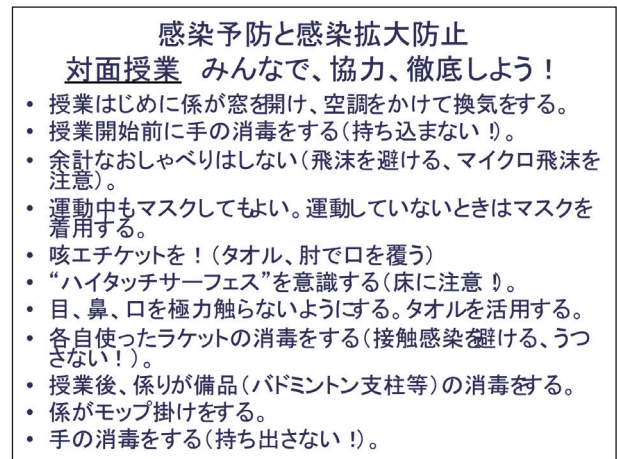 感染予防と感染拡大防止
対面授業 みんなで、協力、徹底しよう！
• 授業はじめに係が窓を開け、空調をかけて換気をする。
• 授業開始前に手の消毒をする（持ち込まない！）。
• 余計なおしゃべりはしない（飛沫を避ける、マイクロ飛沫を
注意）。
• 運動中もマスクしてもよい。運動していないときはマスクを
着用する。
• 咳エチケットを！（タオル、肘で口を覆う）
• “ハイタッチサーフェス”を意識する（床に注意！）。
• 目、鼻、口を極力触らないようにする。タオルを活用する。
• 各自使ったラケットの消毒をする（接触感染を避ける、うつ
さない！）。
• 授業後、係りが備品（バドミントン支柱等）の消毒をする。
• 係がモップ掛けをする。
• 手の消毒をする（持ち出さない！）。